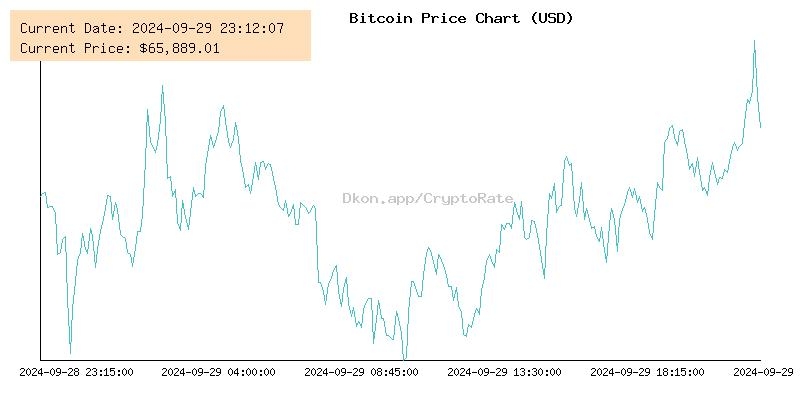 Bitcoin Price Chart (USD)
Current Date: 2024-09-29 23:12:07
Current Price: $65,889.01
Dkon.app/CryptoRate
2024-09-28 23:15:00 2024-09-29 04:00:00 2024-09-29 08:45:00 2024-09-29 13:30:00 2024-09-29 18:15:00 2024-09-29